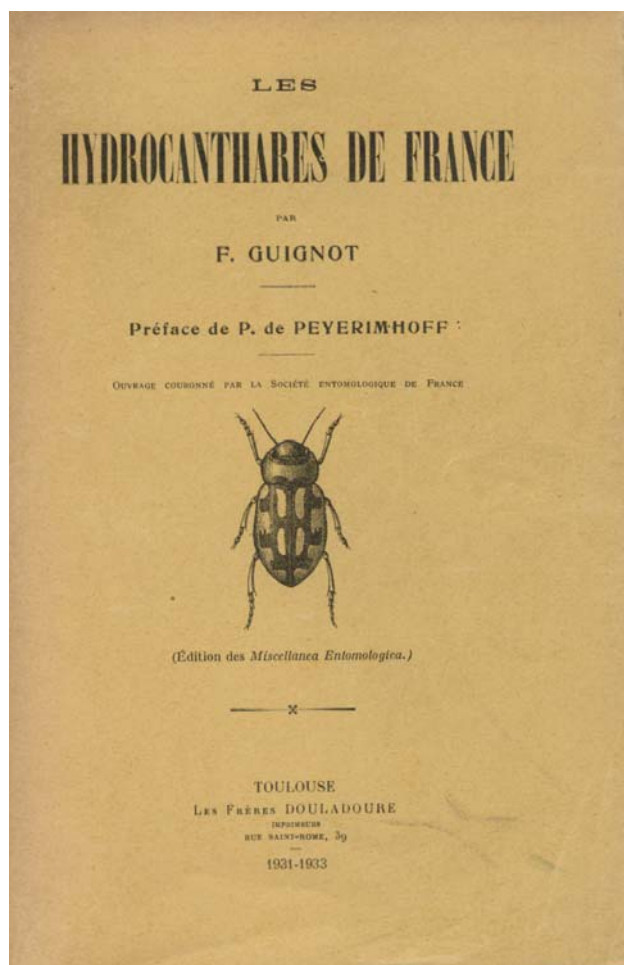 LES
HYDROCANTHARES DE FRANCE
PAR
F. GUIGNOT
Préface de P. de PEYERIMHOFF
OUVRAGE COURONNÉ PAR LA SOCIÉTÉ ENTOMOLOGIQUE DE FRANCE
(Édition des Miscellanea Entomologica.)
TOULOUSE
LES FRÈRES DOULADOURE
IMPRIMEURS
RUE SAINT-ROME, 39
1931-1933